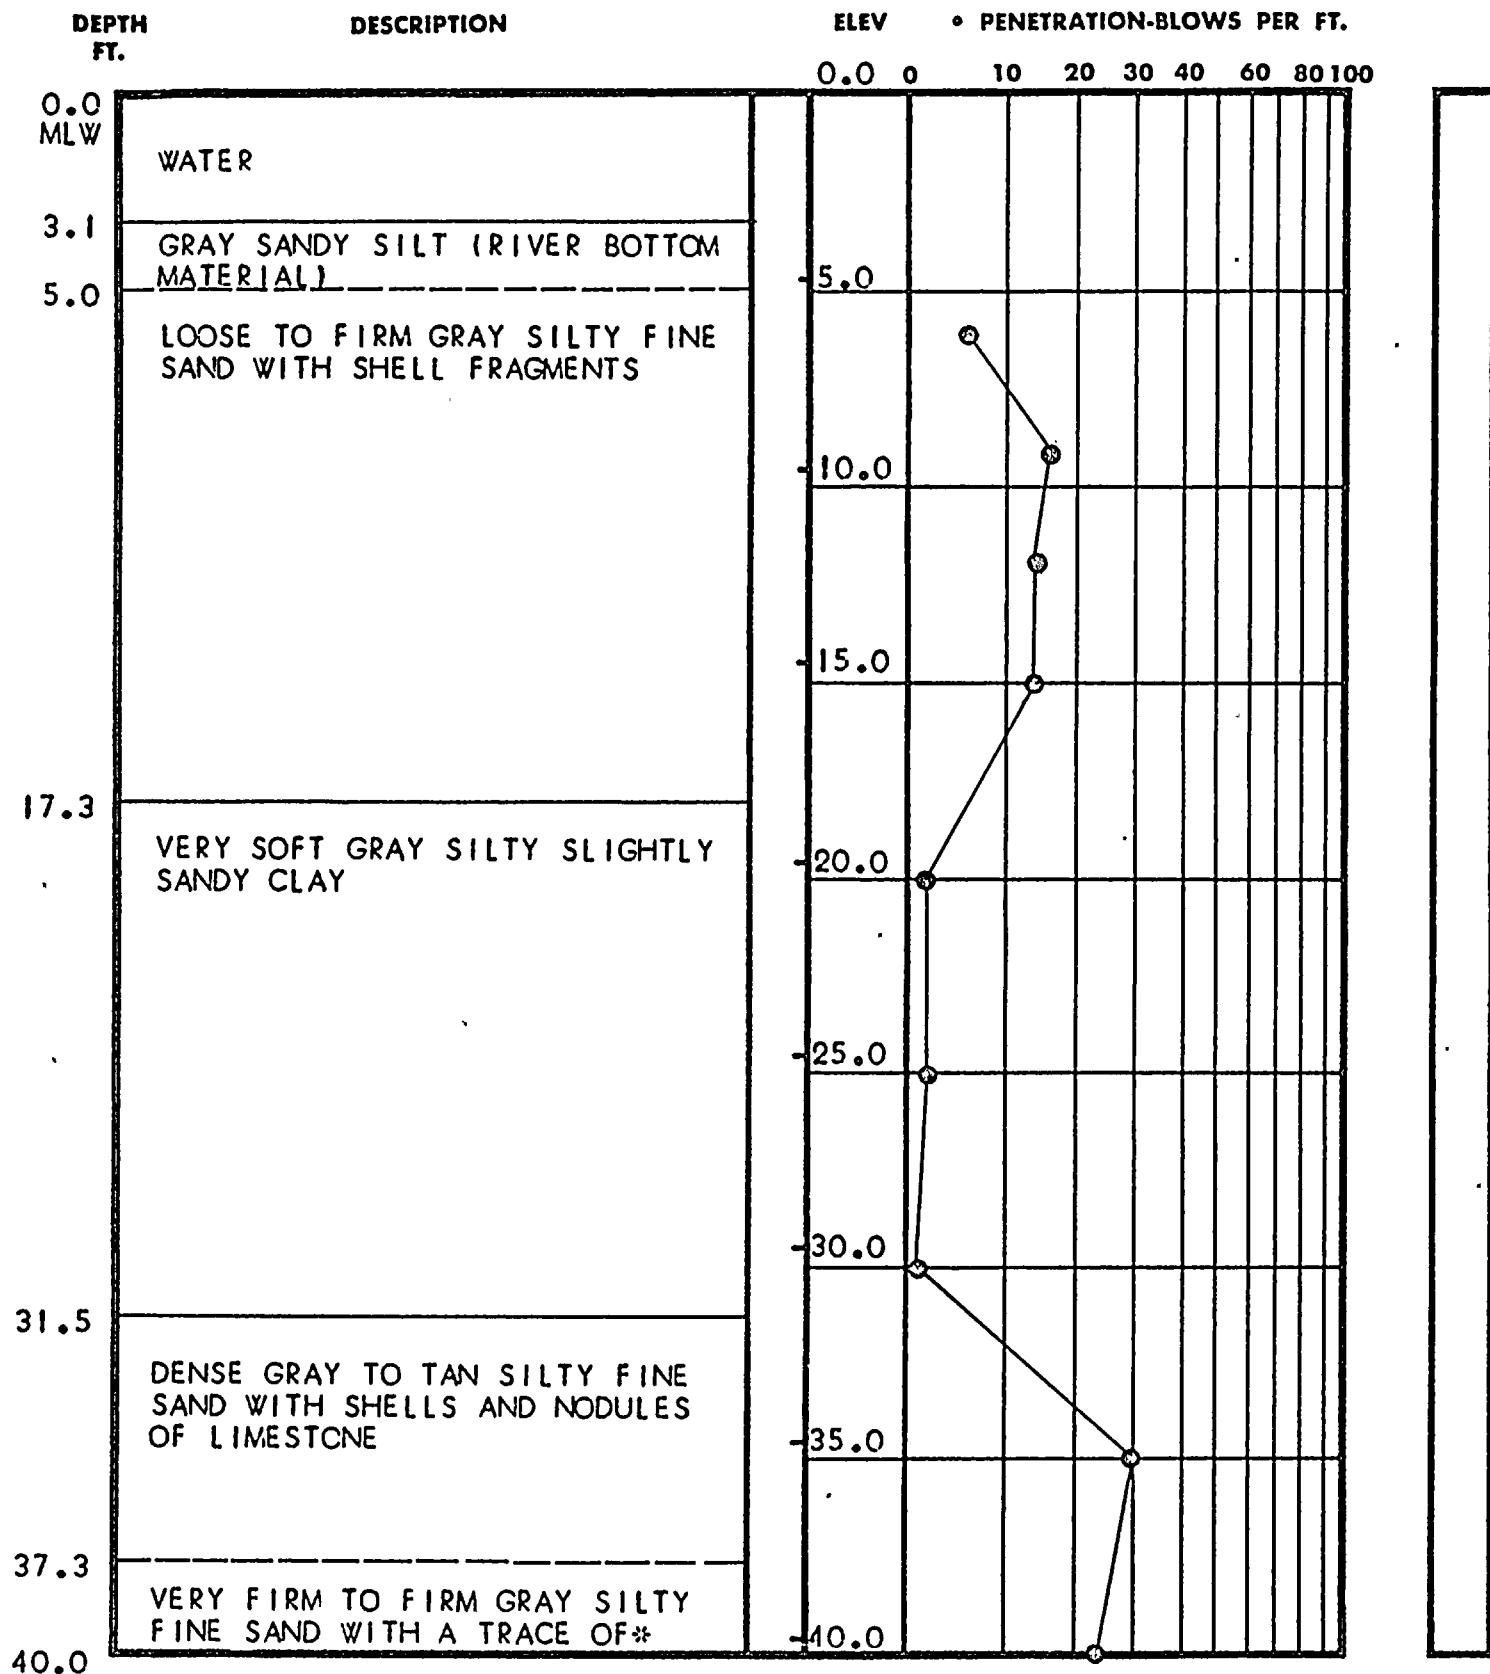 DEPTH FT. DESCRIPTION ELEV • PENETRATION-BLOWS PER FT.
0.0 0 10 20 30 40 60 80 100
0.0
MLW
WATER
3.1
GRAY SANDY SILT (RIVER BOTTOM
MATERIAL)
-5.0
5.0
LOOSE TO FIRM GRAY SILTY FINE
SAND WITH SHELL FRAGMENTS
-10.0
-15.0
17.3
VERY SOFT GRAY SILTY SLIGHTLY
SANDY CLAY
-20.0
-25.0
-30.0
31.5
DENSE GRAY TO TAN SILTY FINE
SAND WITH SHELLS AND NODULES
OF LIMESTONE
-35.0
37.3
VERY FIRM TO FIRM GRAY SILTY
FINE SAND WITH A TRACE OF*
-40.0
40.0